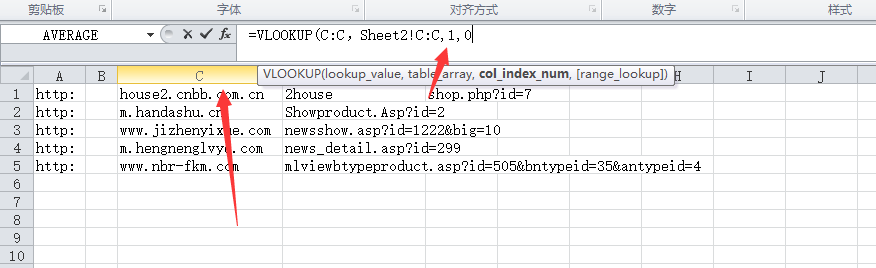 剪贴板 字体 对齐方式 数字 样式
AVERAGE =VLOOKUP(C:C, Sheet2!C:C,1,0
VLOOKUP(lookup_value, table_array, col_index_num, [range_lookup])
A B C H I J
1 http: house2.cnbb.com.cn 2house shop.php?id=7
2 http: m.handashu.cn Showproduct.Asp?id=2
3 http: www.jizhenyixue.com newsshow.asp?id=1222&big=10
4 http: m.hengnenglvye.com news_detail.asp?id=299
5 http: www.nbr-fkm.com mlviewbtypeproduct.asp?id=505&bntypeid=35&antypeid=4
6
7
8
9
10